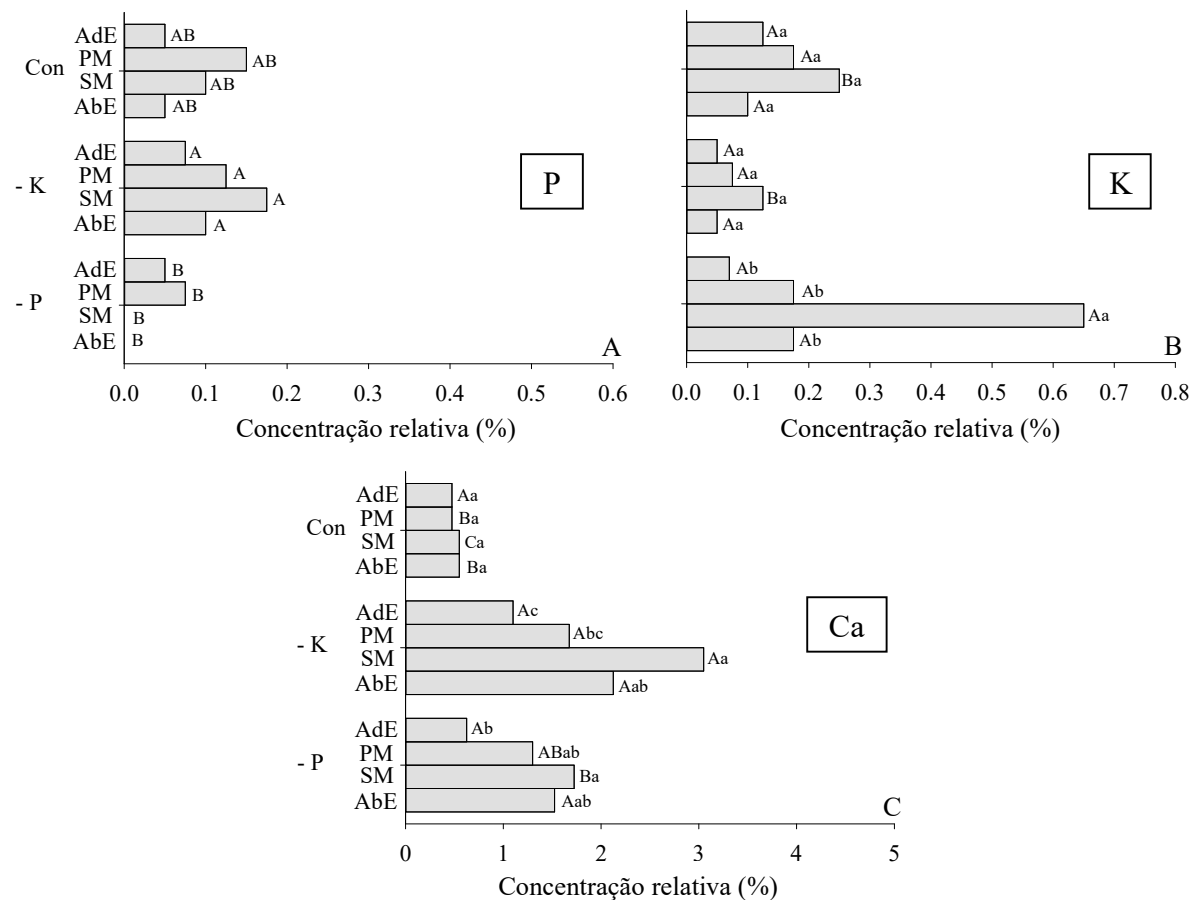 AdE AB
PM AB
Con
SM AB
AbE AB
AdE A
PM A
- K
SM A
AbE A
AdE B
PM B
- P
SM B
AbE B
P
A
0.0 0.1 0.2 0.3 0.4 0.5 0.6
Concentração relativa (%)
Aa
Aa
Ba
Aa
Aa
Aa
Ba
Aa
Ab
Ab
Aa
Ab
K
B
0.0 0.1 0.2 0.3 0.4 0.5 0.6 0.7 0.8
Concentração relativa (%)
AdE Aa
PM Ba
Con
SM Ca
AbE Ba
AdE Ac
PM Abc
- K
SM Aa
AbE Aab
AdE Ab
PM ABab
- P
SM Ba
AbE Aab
Ca
C
0 1 2 3 4 5
Concentração relativa (%)